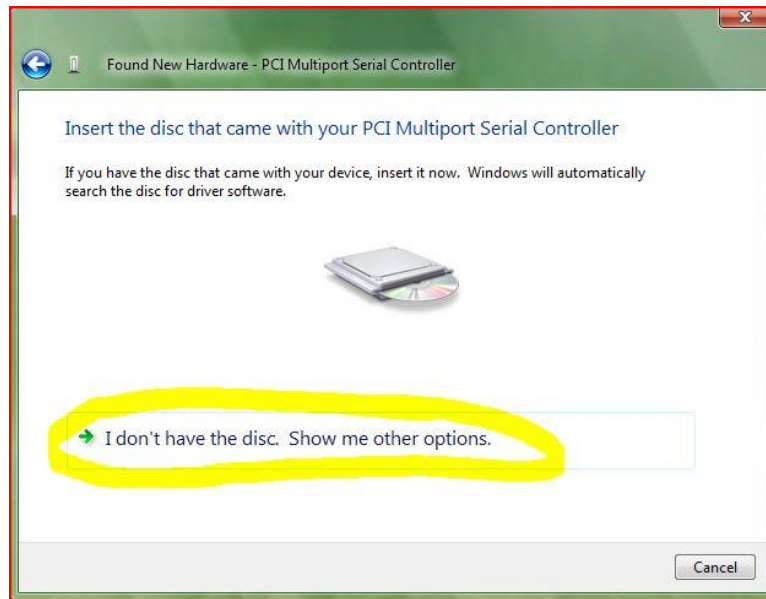 Found New Hardware - PCI Multiport Serial Controller
Insert the disc that came with your PCI Multiport Serial Controller
If you have the disc that came with your device, insert it now.  Windows will automatically
search the disc for driver software.
I don't have the disc.  Show me other options.
Cancel